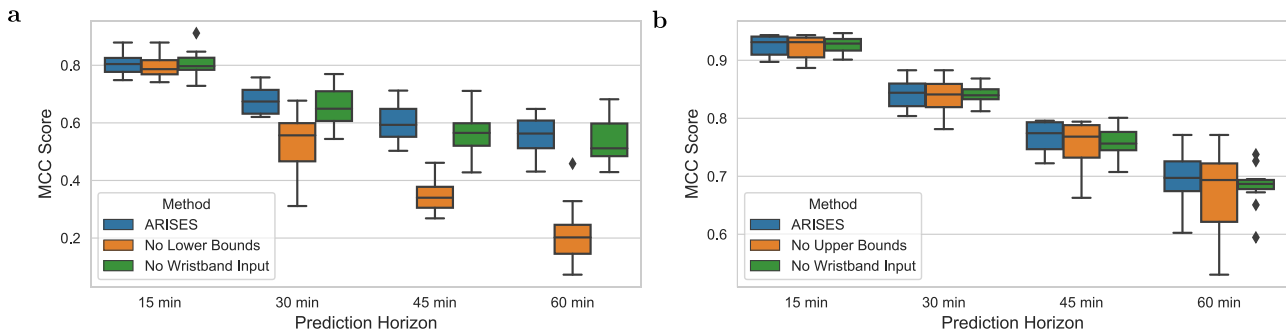 a
MCC Score
0.8
0.6
0.4
0.2
Method
ARISES
No Lower Bounds
No Wristband Input
15 min
30 min
45 min
60 min
Prediction Horizon
b
MCC Score
0.9
0.8
0.7
0.6
Method
ARISES
No Upper Bounds
No Wristband Input
15 min
30 min
45 min
60 min
Prediction Horizon